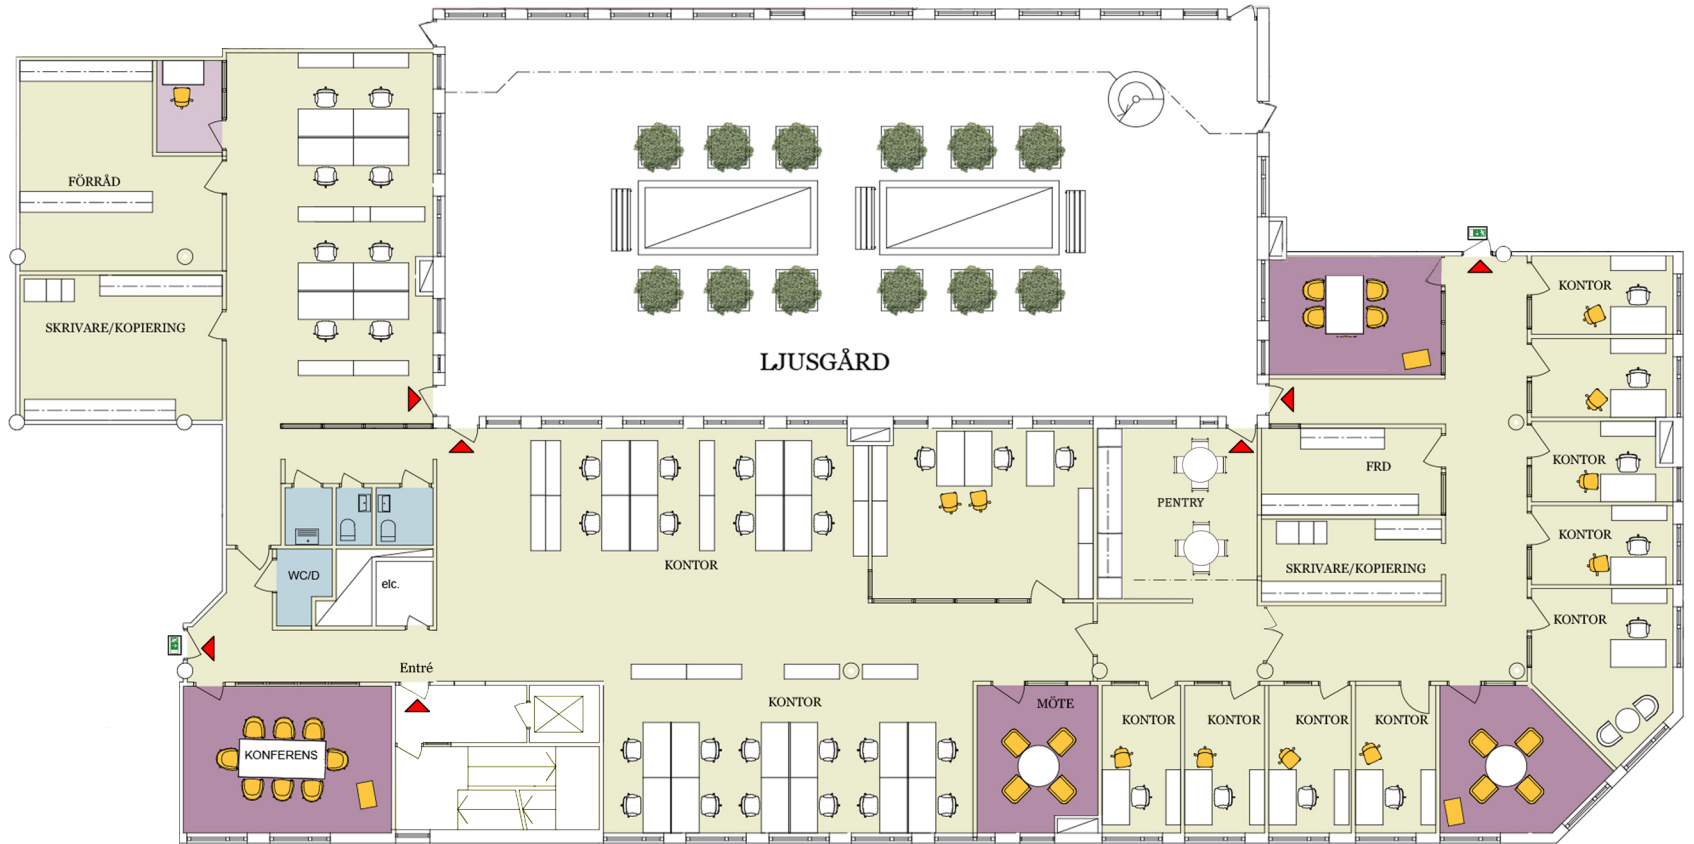 FÖRRÅD
SKRIVARE/KOPIERING
LJUSGÅRD
KONTOR
KONTOR
FRD
KONTOR
PENTRY
KONTOR
SKRIVARE/KOPIERING
KONTOR
WC/D
elc.
KONTOR
Entré
KONTOR
MÖTE
KONTOR
KONTOR
KONTOR
KONTOR
KONFERENS